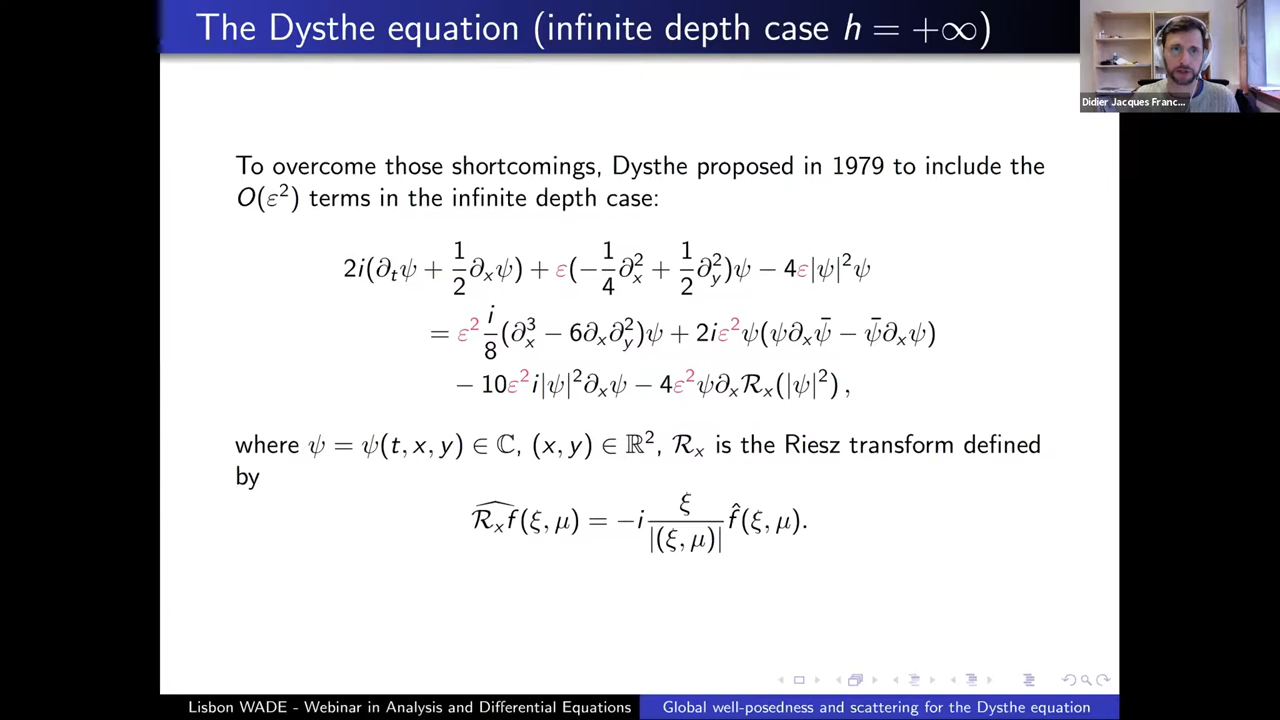 The Dysthe equation (infinite depth case h = +∞)
Didier Jacques Franc...
To overcome those shortcomings, Dysthe proposed in 1979 to include the
O(ε²) terms in the infinite depth case:
2i(∂ₜψ + 1/2 ∂ₓψ) + ε(−1/4 ∂ₓ² + 1/2 ∂ᵧ²)ψ − 4ε|ψ|²ψ
= ε² i/8 (∂ₓ³ − 6∂ₓ∂ᵧ²)ψ + 2iε²ψ(ψ∂ₓψ̄ − ψ̄∂ₓψ)
− 10ε²i|ψ|²∂ₓψ − 4ε²ψ∂ₓℛₓ(|ψ|²) ,
where ψ = ψ(t, x, y) ∈ ℂ, (x, y) ∈ ℝ², ℛₓ is the Riesz transform defined
by
\widehat{ℛₓf}(ξ, μ) = −i ξ/|(ξ, μ)| f̂(ξ, μ).
Lisbon WADE - Webinar in Analysis and Differential Equations
Global well-posedness and scattering for the Dysthe equation